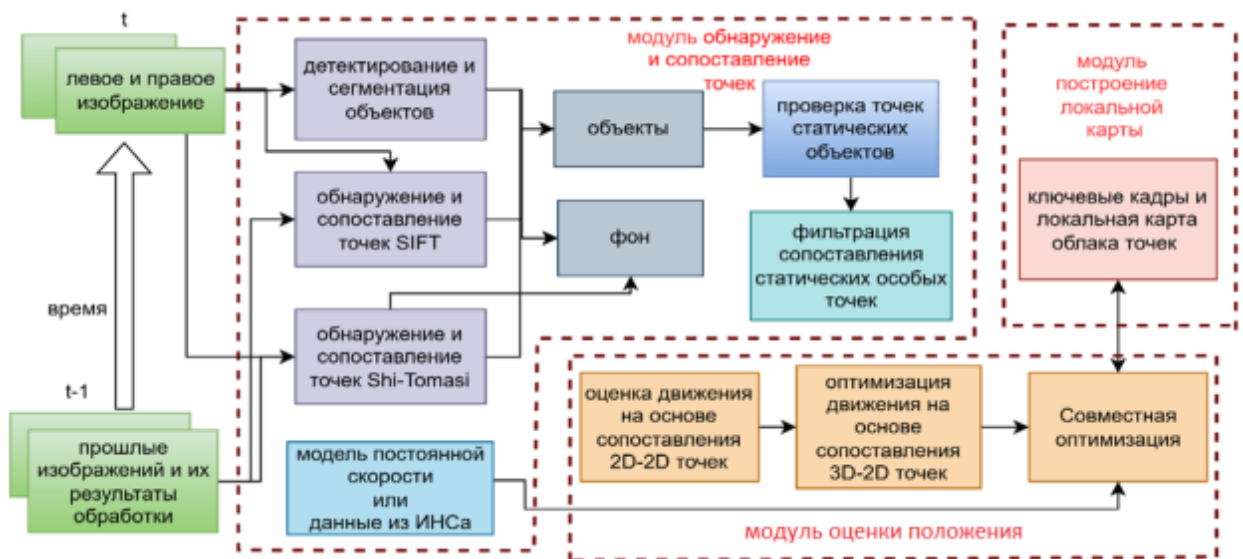 t
левое и правое
изображение
время
t-1
прошлые
изображений и их
результаты
обработки
модуль обнаружение
и сопоставление
точек
детектирование и
сегментация
объектов
обнаружение и
сопоставление
точек SIFT
обнаружение и
сопоставление
точек Shi-Tomasi
модель постоянной
скорости
или
данные из ИНСа
объекты
фон
проверка точек
статических
объектов
фильтрация
сопоставления
статических особых
точек
модуль
построение
локальной
карты
ключевые кадры и
локальная карта
облака точек
оценка движения
на основе
сопоставления
2D-2D точек
оптимизация
движения на
основе
сопоставления
3D-2D точек
Совместная
оптимизация
модуль оценки положения